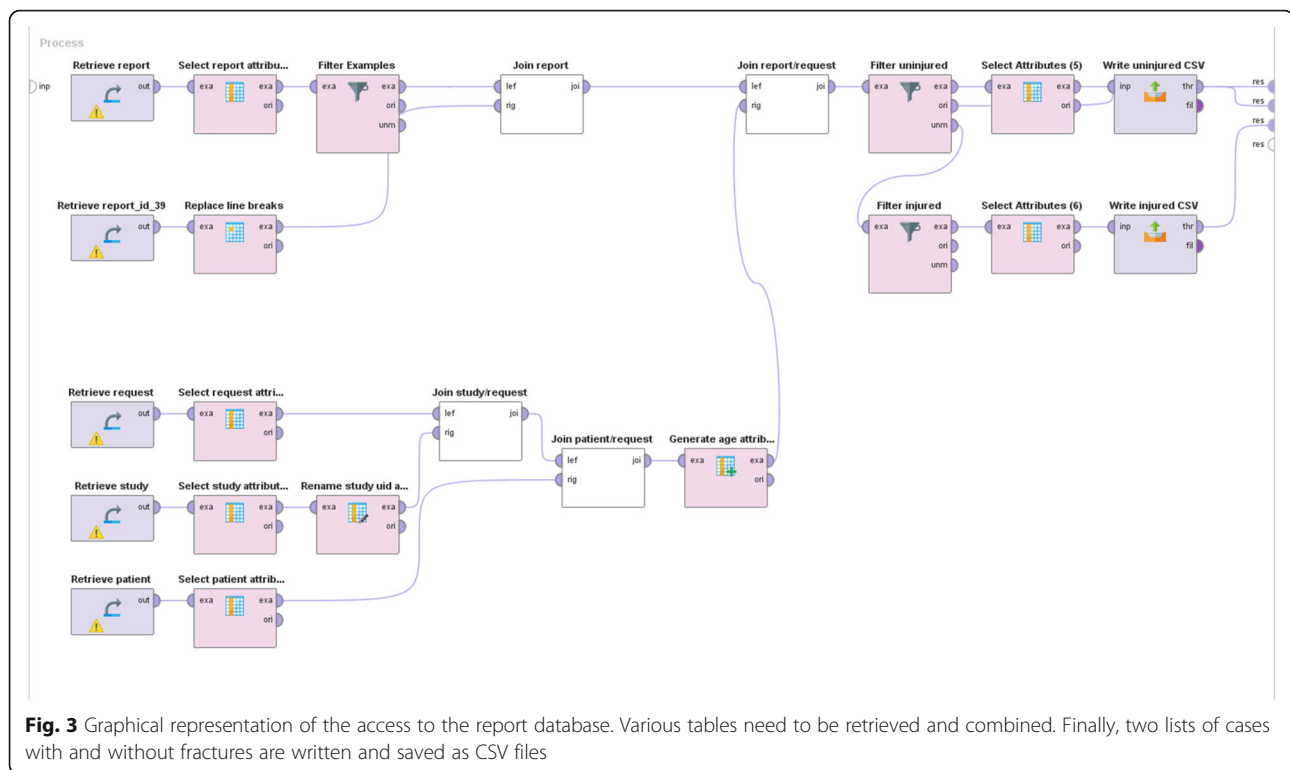 Process
Retrieve report Select report attribu... Filter Examples Join report Join report/request Filter uninjured Select Attributes (5) Write uninjured CSV
inp out exa exa exa exa lef joi lef joi exa exa exa exa inp thr res
ori ori rig rig ori ori fil res
unm unm res
res
Retrieve report_id_39 Replace line breaks Filter injured Select Attributes (6) Write injured CSV
out exa exa exa exa exa exa inp thr
ori ori ori fil
unm
Retrieve request Select request attri... Join study/request
out exa exa lef joi
ori rig
Join patient/request Generate age attrib...
lef joi exa exa
rig ori
Retrieve study Select study attribut... Rename study uid a...
out exa exa exa exa
ori ori
Retrieve patient Select patient attrib...
out exa exa
ori
Fig. 3 Graphical representation of the access to the report database. Various tables need to be retrieved and combined. Finally, two lists of cases
with and without fractures are written and saved as CSV files